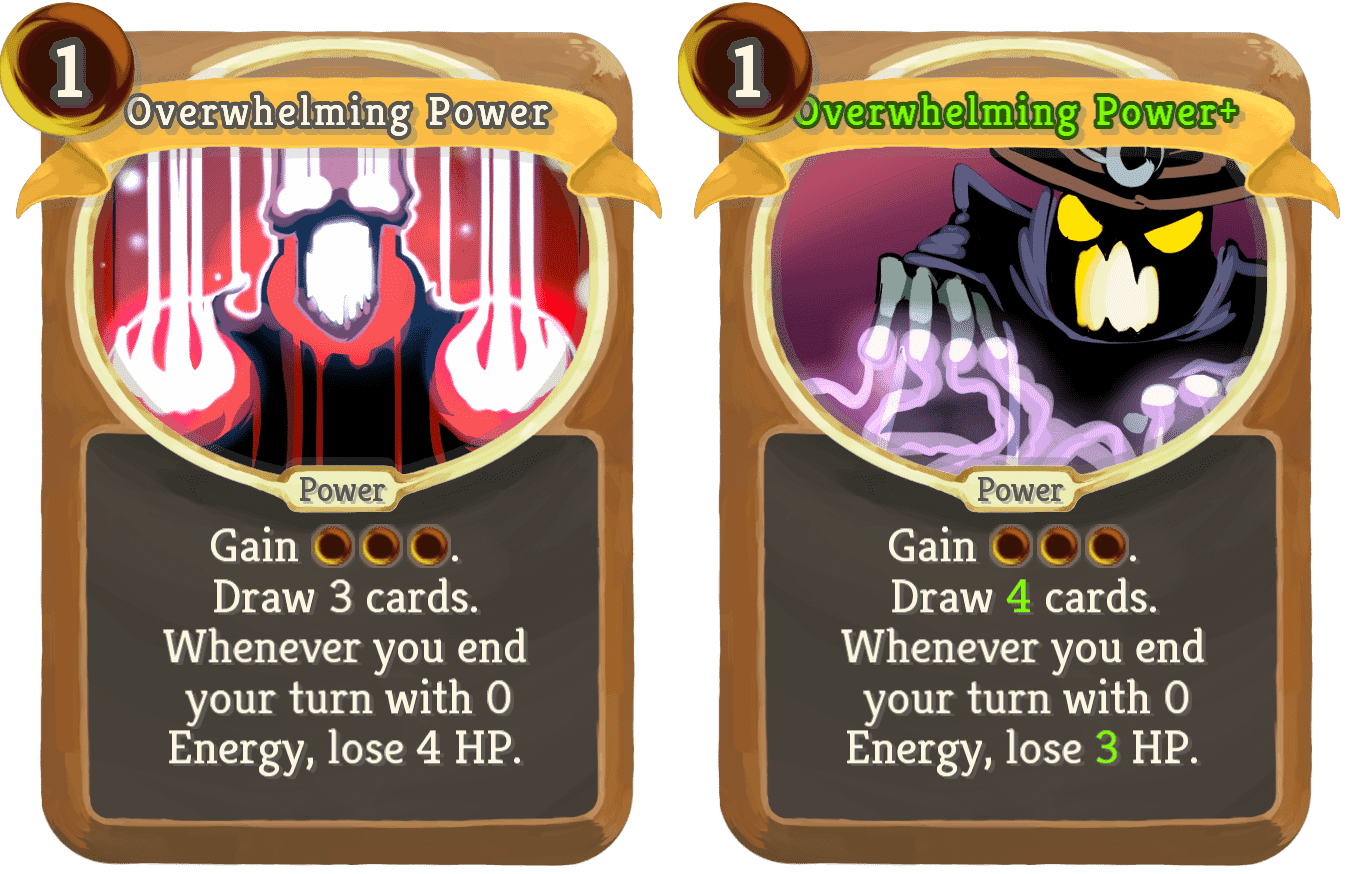 1
Overwhelming Power
Power
Gain .
Draw 3 cards.
Whenever you end
your turn with 0
Energy, lose 4 HP.
1
Overwhelming Power+
Power
Gain .
Draw 4 cards.
Whenever you end
your turn with 0
Energy, lose 3 HP.